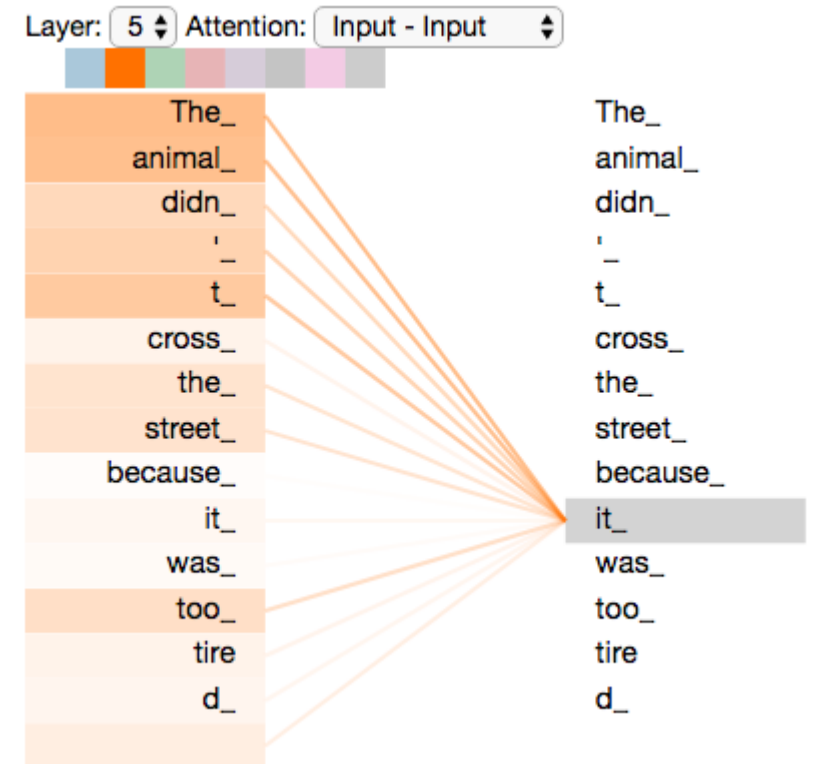 Layer: 5 Attention: Input - Input
The_ The_
animal_ animal_
didn_ didn_
'_ '_
t_ t_
cross_ cross_
the_ the_
street_ street_
because_ because_
it_ it_
was_ was_
too_ too_
tire tire
d_ d_